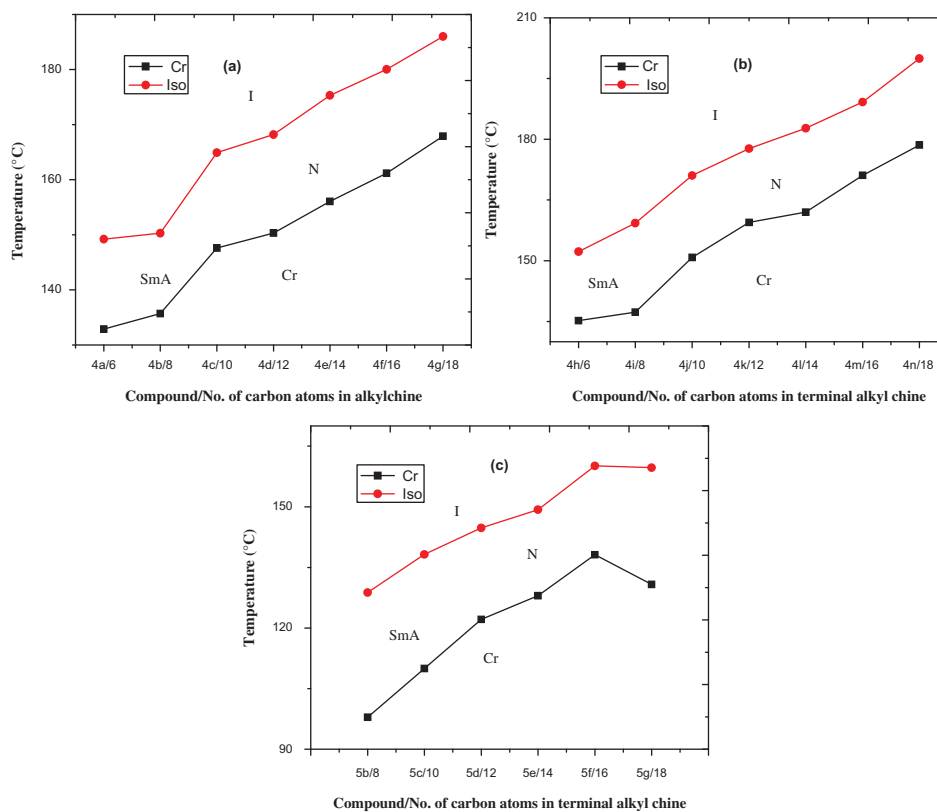 (a)
Cr
Iso
I
N
SmA
Cr
180
160
140
Temperature (°C)
4a/6 4b/8 4c/10 4d/12 4e/14 4f/16 4g/18
Compound/No. of carbon atoms in alkylchine
(b)
Cr
Iso
I
N
SmA
Cr
210
180
150
Temperature (°C)
4h/6 4i/8 4j/10 4k/12 4l/14 4m/16 4n/18
Compound/No. of carbon atoms in terminal alkyl chine
(c)
Cr
Iso
I
N
SmA
Cr
150
120
90
Temperature (°C)
5b/8 5c/10 5d/12 5e/14 5f/16 5g/18
Compound/No. of carbon atoms in terminal alkyl chine